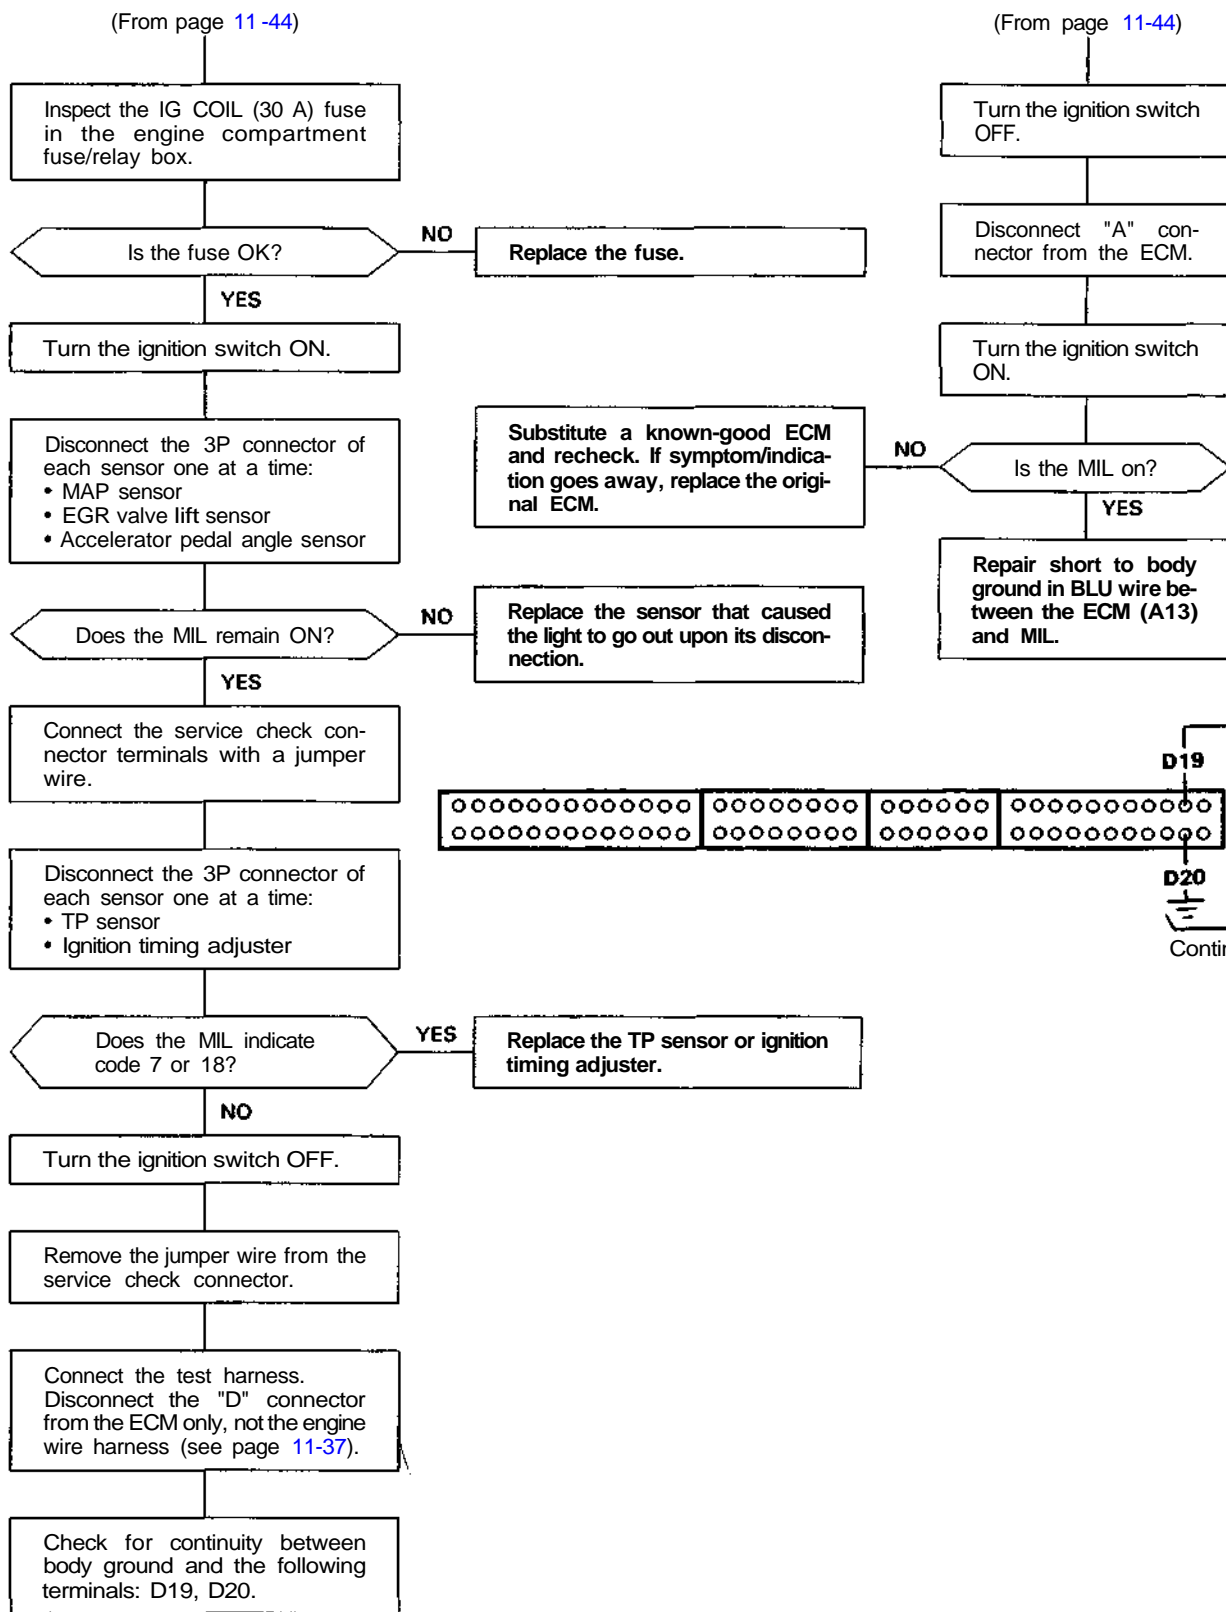 (From page 11 -44)
Inspect the IG COIL (30 A) fuse
in the engine compartment
fuse/relay box.
Is the fuse OK?
NO
Replace the fuse.
YES
Turn the ignition switch ON.
Disconnect the 3P connector of
each sensor one at a time:
• MAP sensor
• EGR valve lift sensor
• Accelerator pedal angle sensor
Does the MIL remain ON?
NO
Replace the sensor that caused
the light to go out upon its discon-
nection.
YES
Connect the service check con-
nector terminals with a jumper
wire.
Disconnect the 3P connector of
each sensor one at a time:
• TP sensor
• Ignition timing adjuster
Does the MIL indicate
code 7 or 18?
YES
Replace the TP sensor or ignition
timing adjuster.
NO
Turn the ignition switch OFF.
Remove the jumper wire from the
service check connector.
Connect the test harness.
Disconnect the "D" connector
from the ECM only, not the engine
wire harness (see page 11-37).
Check for continuity between
body ground and the following
terminals: D19, D20.
(From page 11-44)
Turn the ignition switch
OFF.
Disconnect "A" con-
nector from the ECM.
Turn the ignition switch
ON.
Is the MIL on?
NO
Substitute a known-good ECM
and recheck. If symptom/indica-
tion goes away, replace the origi-
nal ECM.
YES
Repair short to body
ground in BLU wire be-
tween the ECM (A13)
and MIL.
D19
D20